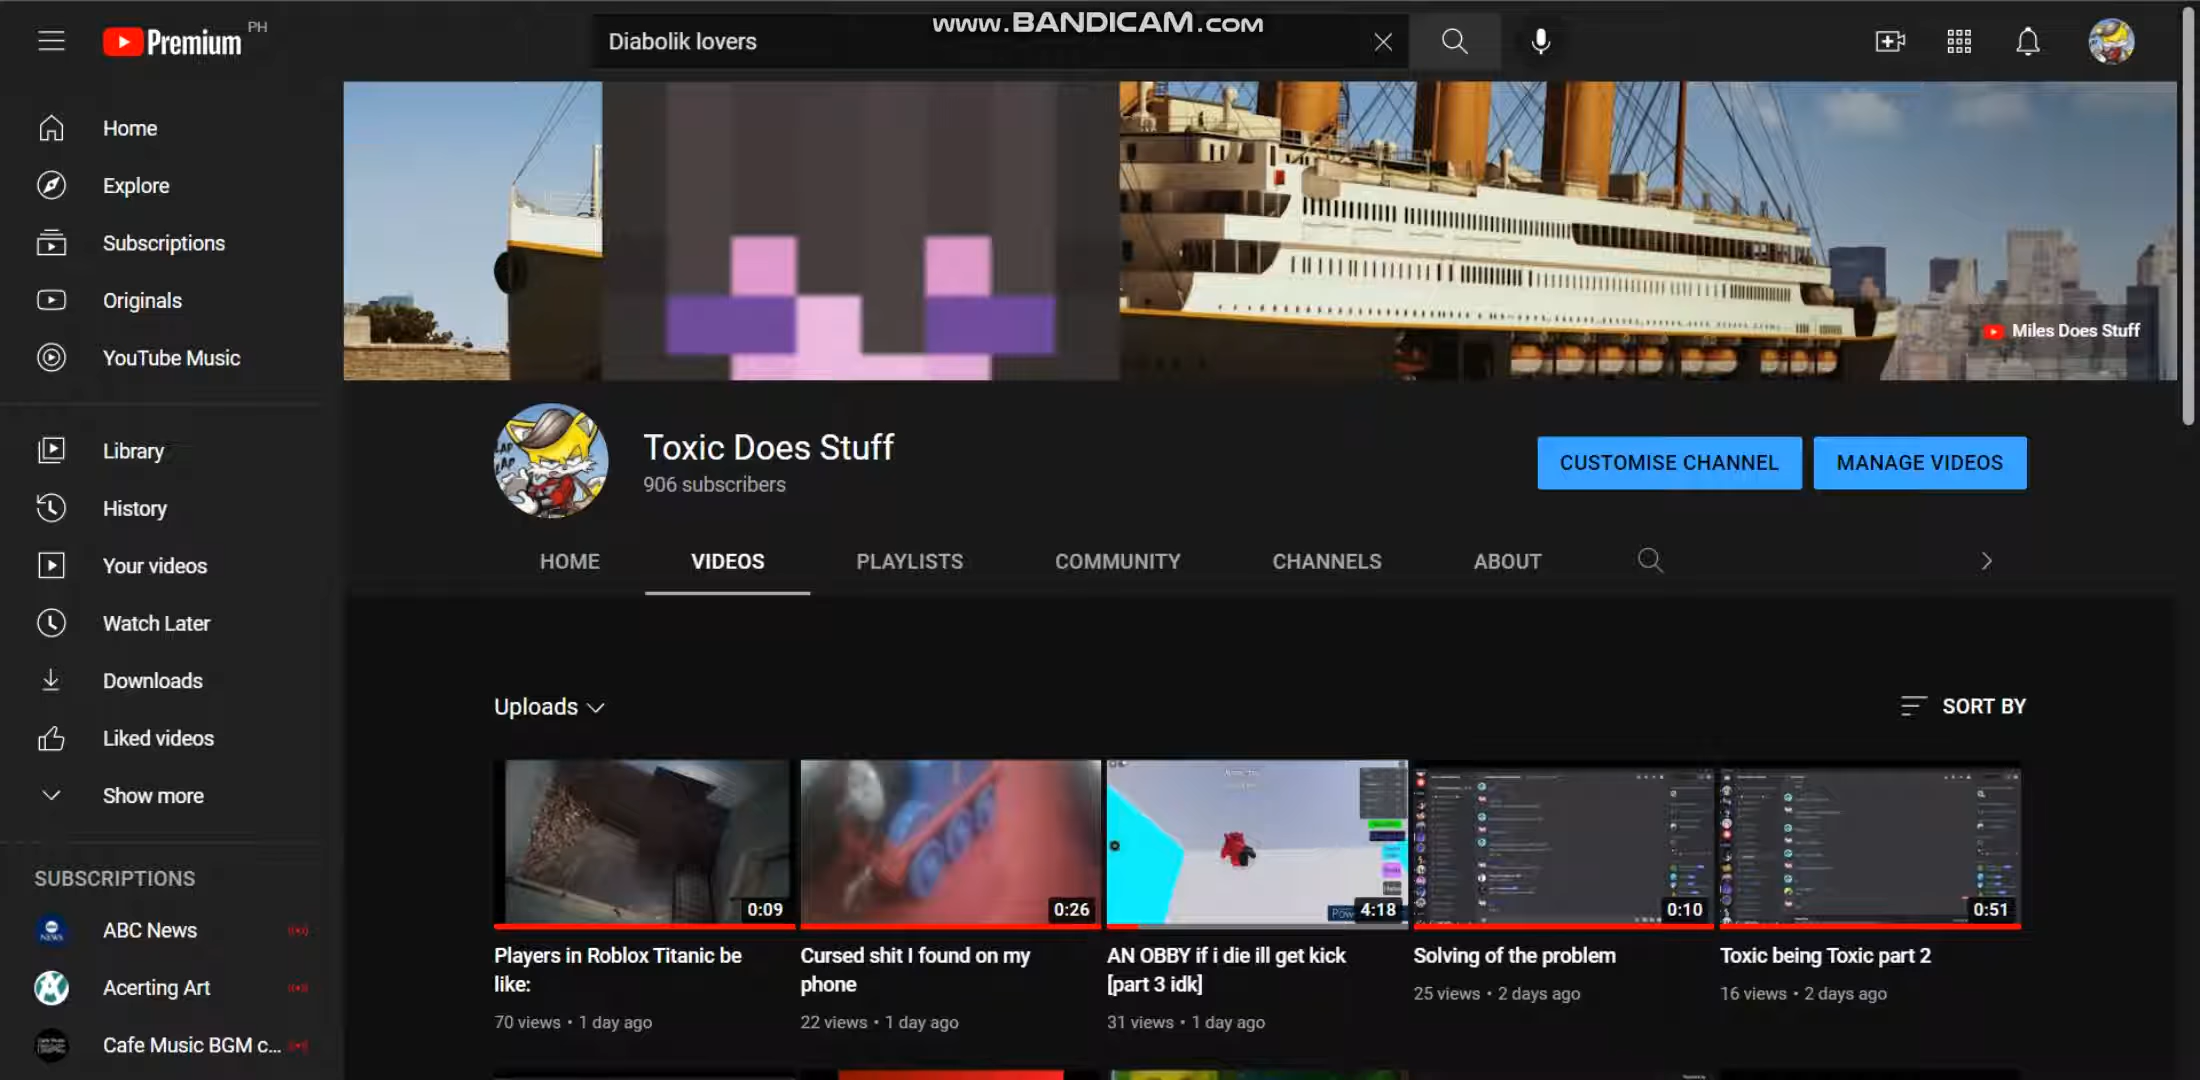 www.BANDICAM.com
Premium PH
Diabolik lovers
Home
Explore
Subscriptions
Originals
YouTube Music
Library
History
Your videos
Watch Later
Downloads
Liked videos
Show more
SUBSCRIPTIONS
ABC News
Acerting Art
Cafe Music BGM c...
Miles Does Stuff
Toxic Does Stuff
906 subscribers
CUSTOMISE CHANNEL
MANAGE VIDEOS
HOME
VIDEOS
PLAYLISTS
COMMUNITY
CHANNELS
ABOUT
Uploads
SORT BY
0:09
Players in Roblox Titanic be
like:
70 views • 1 day ago
0:26
Cursed shit I found on my
phone
22 views • 1 day ago
4:18
AN OBBY if i die ill get kick
[part 3 idk]
31 views • 1 day ago
0:10
Solving of the problem
25 views • 2 days ago
0:51
Toxic being Toxic part 2
16 views • 2 days ago